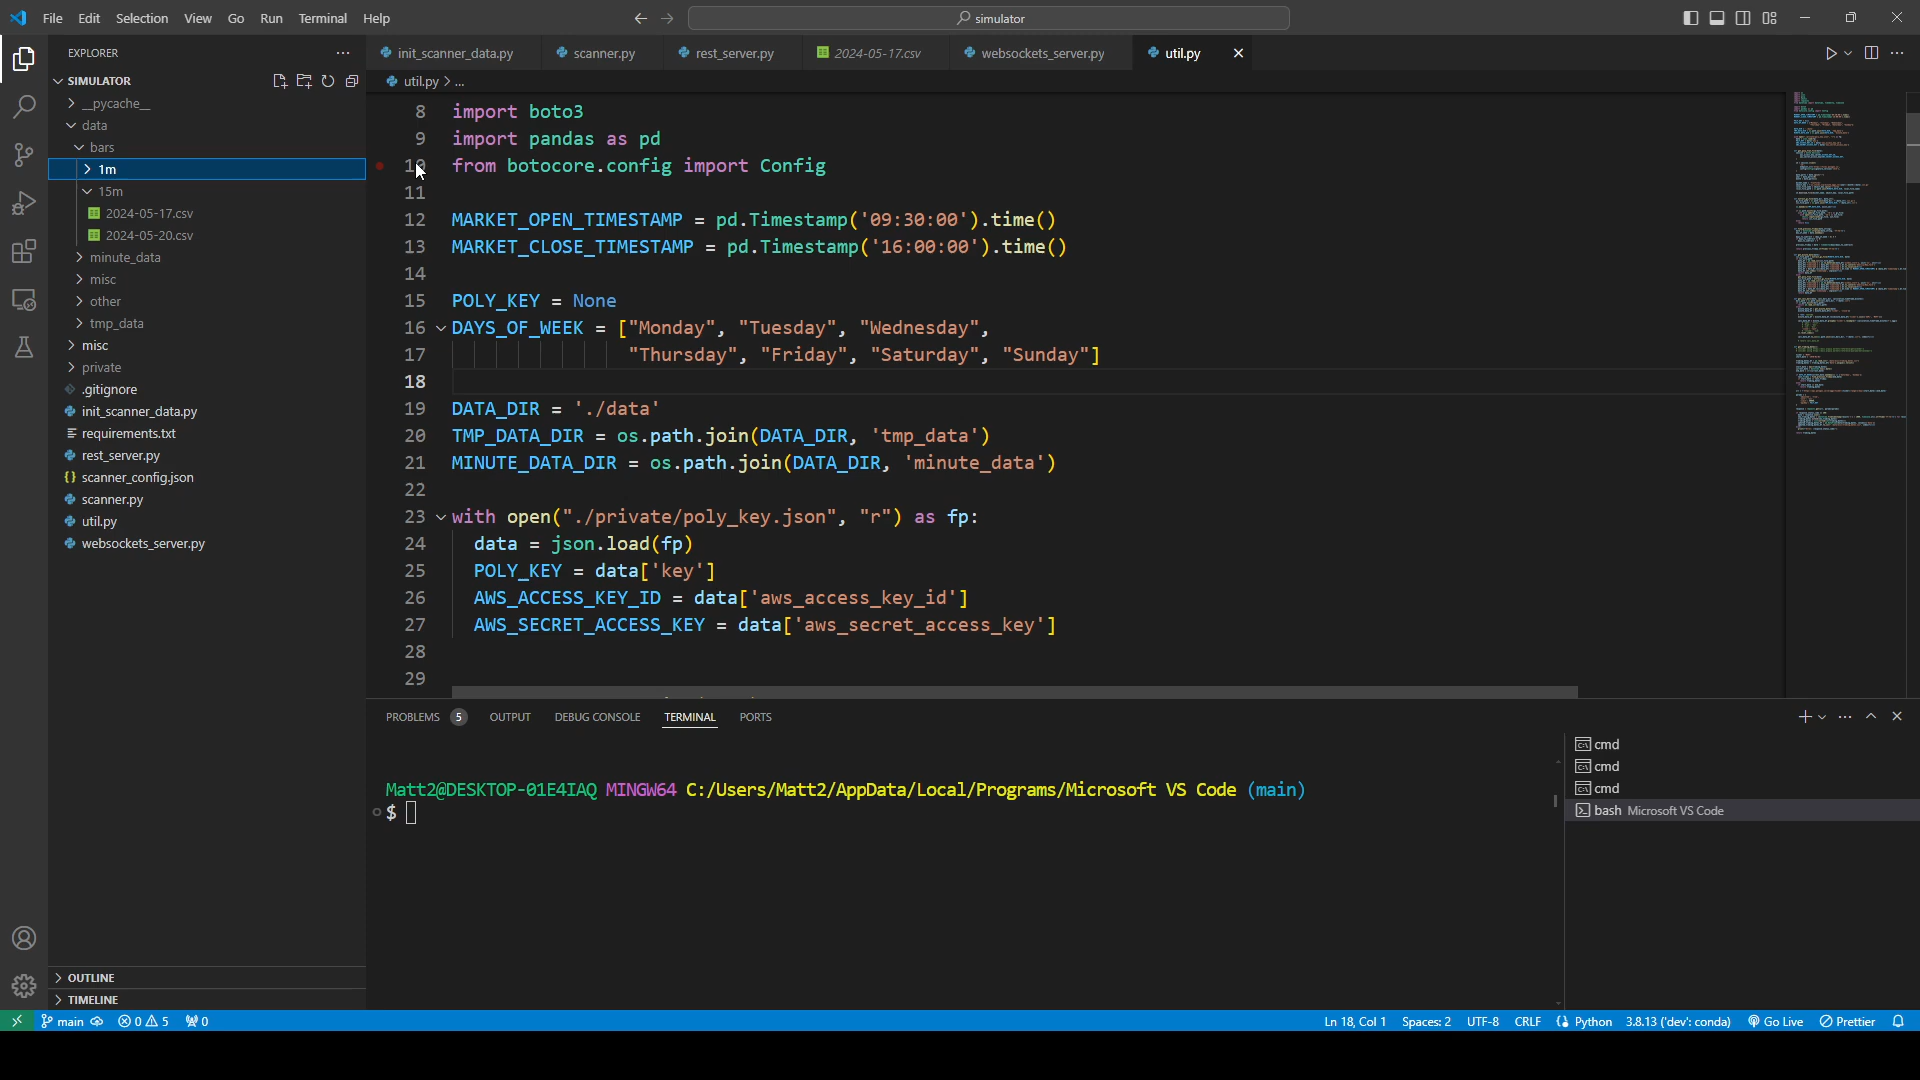 File Edit Selection View Go Run Terminal Help
simulator
EXPLORER
SIMULATOR
__pycache__
data
bars
1m
15m
2024-05-17.csv
2024-05-20.csv
minute_data
misc
other
tmp_data
misc
private
.gitignore
init_scanner_data.py
requirements.txt
rest_server.py
scanner_config.json
scanner.py
util.py
websockets_server.py
OUTLINE
TIMELINE
init_scanner_data.py scanner.py rest_server.py 2024-05-17.csv websockets_server.py util.py
util.py > ...
8 import boto3
9 import pandas as pd
10 from botocore.config import Config
11
12 MARKET_OPEN_TIMESTAMP = pd.Timestamp('09:30:00').time()
13 MARKET_CLOSE_TIMESTAMP = pd.Timestamp('16:00:00').time()
14
15 POLY_KEY = None
16 DAYS_OF_WEEK = ["Monday", "Tuesday", "Wednesday",
17 "Thursday", "Friday", "Saturday", "Sunday"]
18
19 DATA_DIR = './data'
20 TMP_DATA_DIR = os.path.join(DATA_DIR, 'tmp_data')
21 MINUTE_DATA_DIR = os.path.join(DATA_DIR, 'minute_data')
22
23 with open("./private/poly_key.json", "r") as fp:
24 data = json.load(fp)
25 POLY_KEY = data['key']
26 AWS_ACCESS_KEY_ID = data['aws_access_key_id']
27 AWS_SECRET_ACCESS_KEY = data['aws_secret_access_key']
28
29
PROBLEMS 5 OUTPUT DEBUG CONSOLE TERMINAL PORTS
Matt2@DESKTOP-01E4IAQ MINGW64 C:/Users/Matt2/AppData/Local/Programs/Microsoft VS Code (main)
$
cmd
cmd
cmd
bash Microsoft VS Code
main 0 5 0 Ln 18, Col 1 Spaces: 2 UTF-8 CRLF Python 3.8.13 ('dev': conda) Go Live Prettier